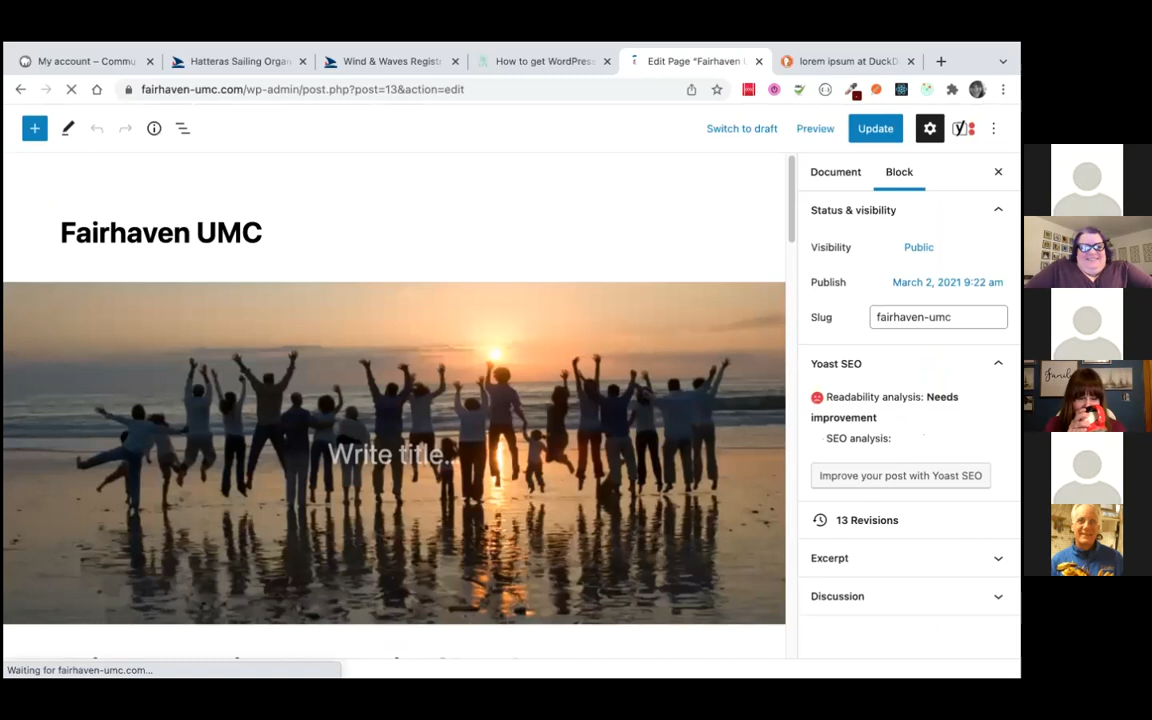 My account – Commu
Hatteras Sailing Organ
Wind & Waves Registr
How to get WordPress
Edit Page "Fairhaven
lorem ipsum at DuckD
fairhaven-umc.com/wp-admin/post.php?post=13&action=edit
Switch to draft
Preview
Update
Document
Block
Status & visibility
Visibility
Public
Publish
March 2, 2021 9:22 am
Slug
fairhaven-umc
Yoast SEO
Readability analysis: Needs
improvement
SEO analysis:
Improve your post with Yoast SEO
13 Revisions
Excerpt
Discussion
Fairhaven UMC
Write title...
Waiting for fairhaven-umc.com...
Family